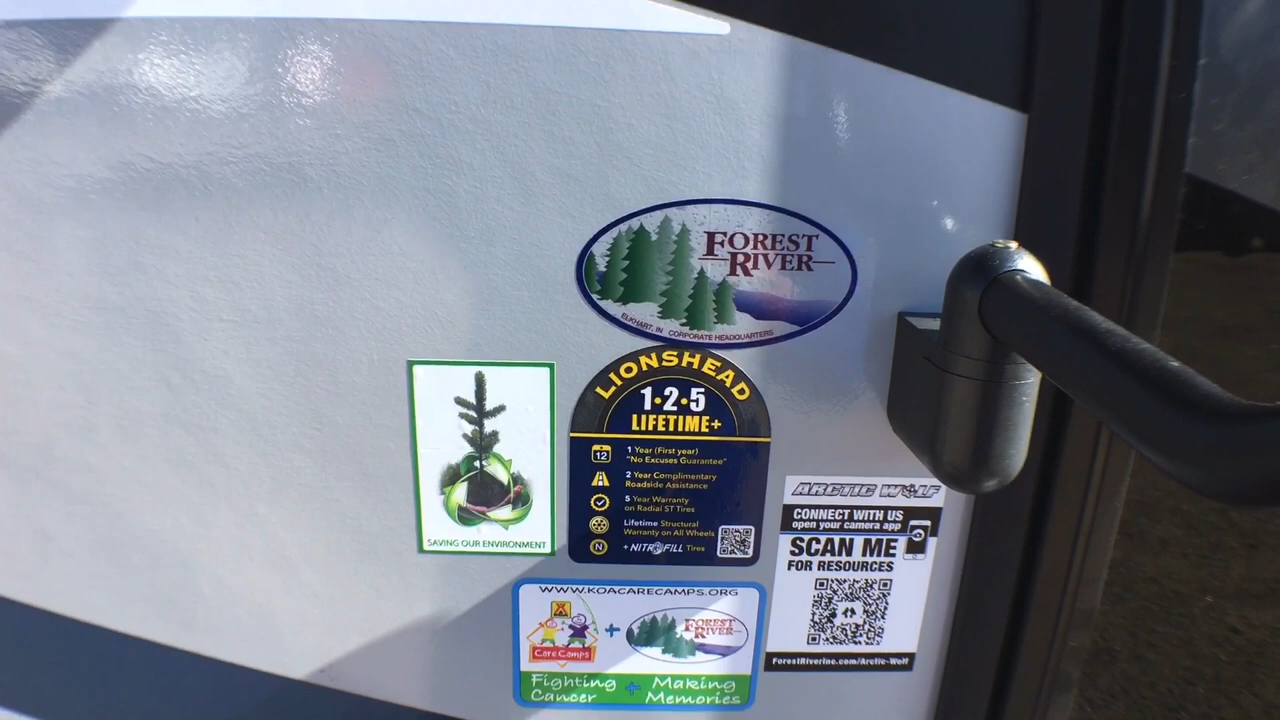 FOREST
RIVER
ELKHART, IN CORPORATE HEADQUARTERS
LIONSHEAD
1•2•5
LIFETIME+
12
1 Year (First year)
"No Excuses Guarantee"
2 Year Complimentary
Roadside Assistance
5 Year Warranty
on Radial ST Tires
Lifetime Structural
Warranty on All Wheels
N
+ NITROFILL Tires
SAVING OUR ENVIRONMENT
ARCTIC WOLF
CONNECT WITH US
open your camera app
SCAN ME
FOR RESOURCES
ForestRiverInc.com/Arctic-Wolf
WWW.KOACARECAMPS.ORG
Care Camps
+
FOREST
RIVER
Fighting + Making
Cancer Memories